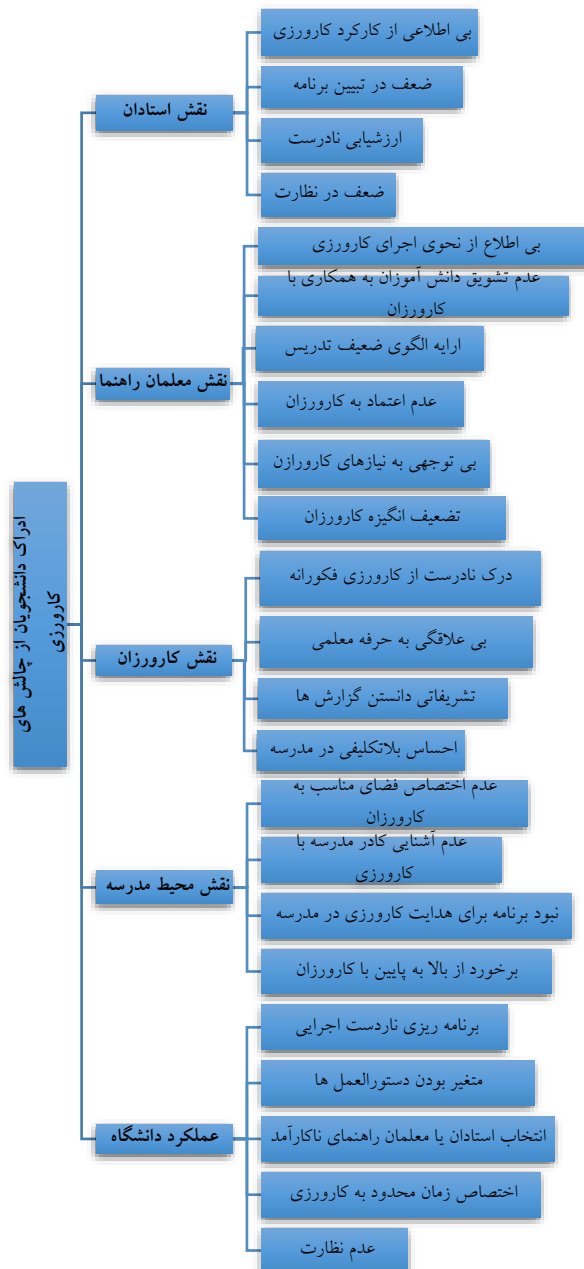 ادراک دانشجویان از چالش های
کارورزی
نقش استادان
بی اطلاعی از کارکرد کارورزی
ضعف در تبیین برنامه
ارزشیابی نادرست
ضعف در نظارت
نقش معلمان راهنما
بی اطلاع از نحوی اجرای کارورزی
عدم تشویق دانش آموزان به همکاری با
کارورزان
ارایه الگوی ضعیف تدریس
عدم اعتماد به کارورزان
بی توجهی به نیازهای کارورازن
تضعیف انگیزه کارورزان
نقش کارورزان
درک نادرست از کارورزی فکورانه
بی علاقگی به حرفه معلمی
تشریفاتی دانستن گزارش ها
احساس بلاتکلیفی در مدرسه
نقش محیط مدرسه
عدم اختصاص فضای مناسب به
کارورزان
عدم آشنایی کادر مدرسه با
کارورزی
نبود برنامه برای هدایت کارورزی در مدرسه
برخورد از بالا به پایین با کارورزان
عملکرد دانشگاه
برنامه ریزی ناردست اجرایی
متغیر بودن دستورالعمل ها
انتخاب استادان یا معلمان راهنمای ناکارآمد
اختصاص زمان محدود به کارورزی
عدم نظارت